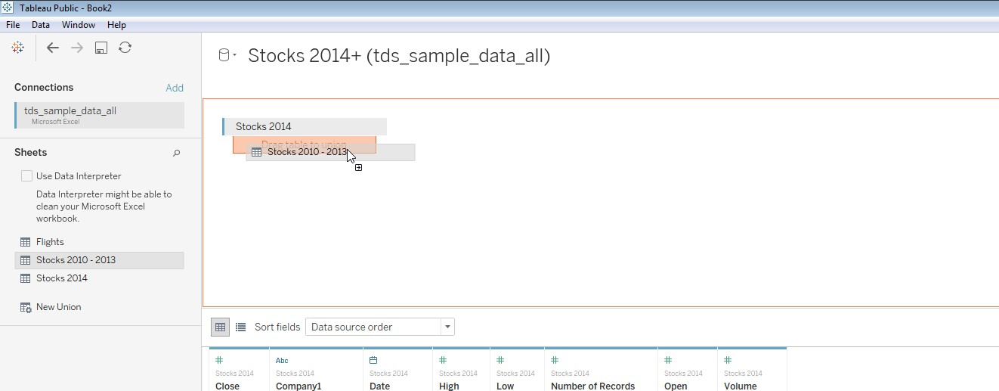 Tableau Public - Book2
File Data Window Help
Stocks 2014+ (tds_sample_data_all)
Connections Add
tds_sample_data_all
Microsoft Excel
Sheets
Use Data Interpreter
Data Interpreter might be able to
clean your Microsoft Excel
workbook.
Flights
Stocks 2010 - 2013
Stocks 2014
New Union
Stocks 2014
Drag table to union
Stocks 2010 - 2013
Sort fields Data source order
Abc
Stocks 2014 Stocks 2014 Stocks 2014 Stocks 2014 Stocks 2014 Stocks 2014 Stocks 2014 Stocks 2014
Close Company1 Date High Low Number of Records Open Volume